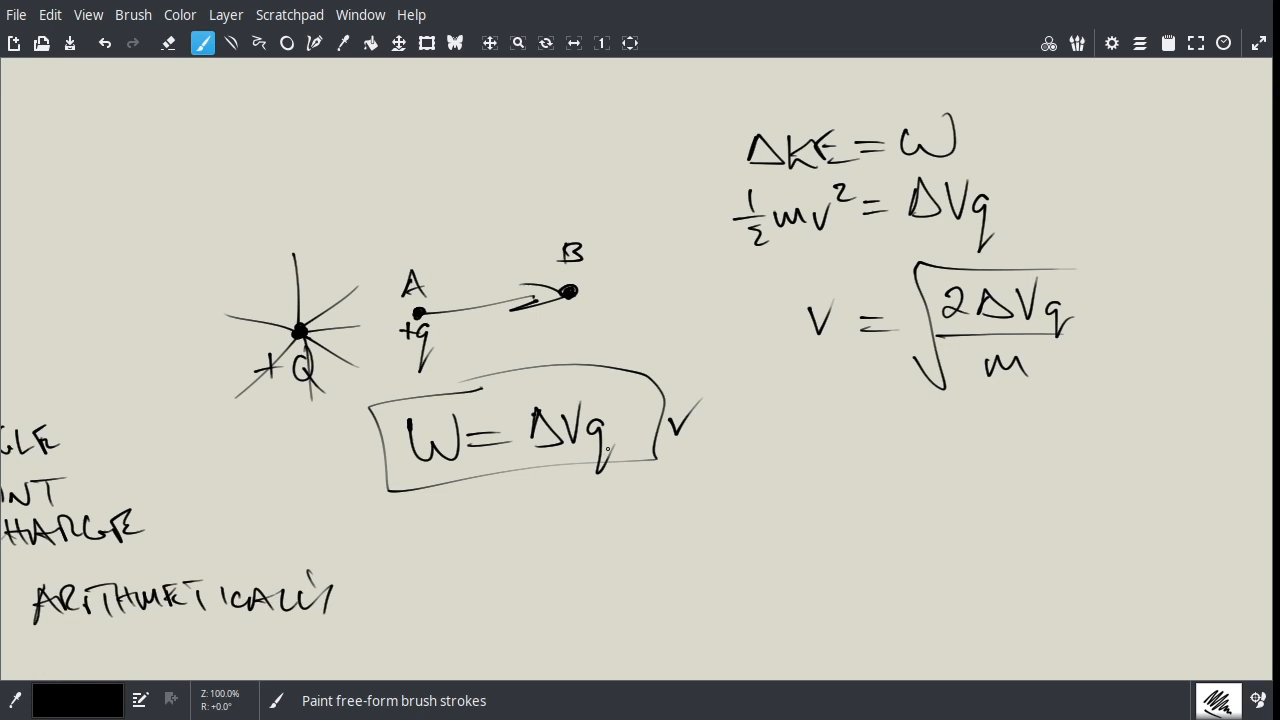 File Edit View Brush Color Layer Scratchpad Window Help
ΔKE = W
½mv² = ΔVq
V = √(2ΔVq/m)
A
B
+q
+Q
W = ΔVq
GLE
INT
HARGE
ARITHMETICALLY
Z: 100.0%
R: +0.0°
Paint free-form brush strokes